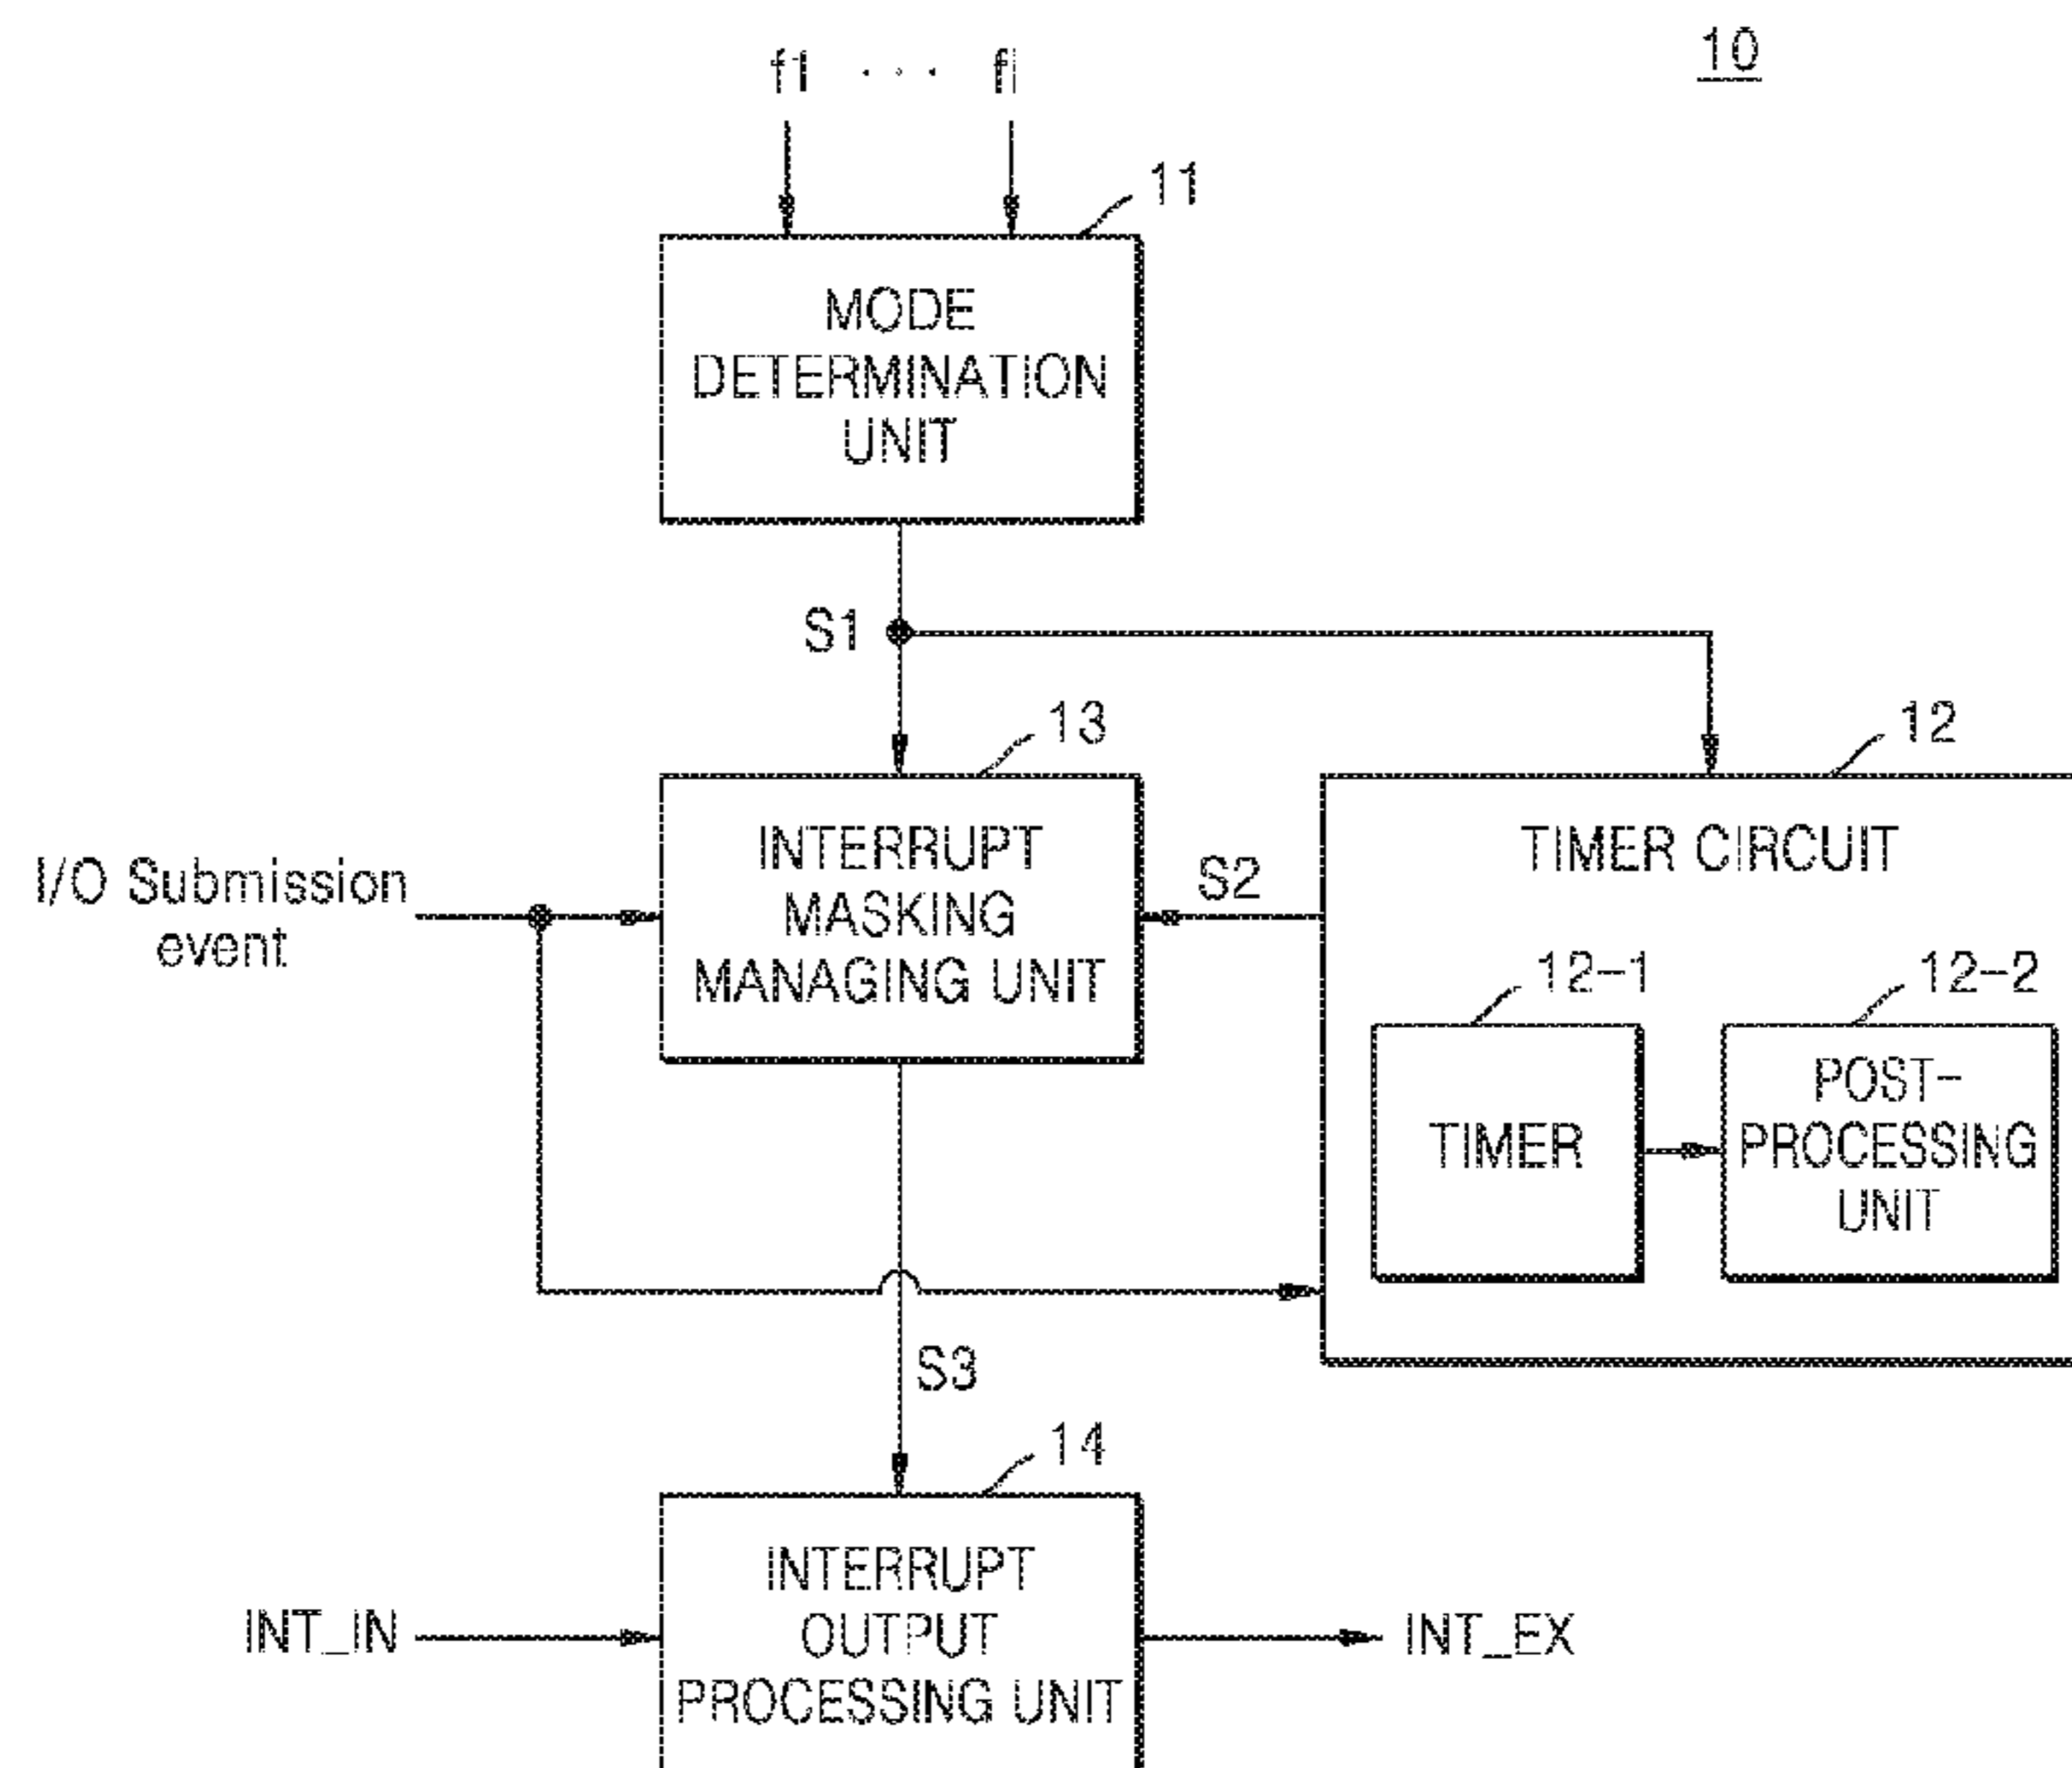 10
f1 · · · fi
11
MODE
DETERMINATION
UNIT
S1
13
12
INTERRUPT
MASKING
MANAGING UNIT
I/O Submission
event
S2
TIMER CIRCUIT
12-1
12-2
TIMER
POST-
PROCESSING
UNIT
S3
14
INTERRUPT
OUTPUT
PROCESSING UNIT
INT_IN
INT_EX